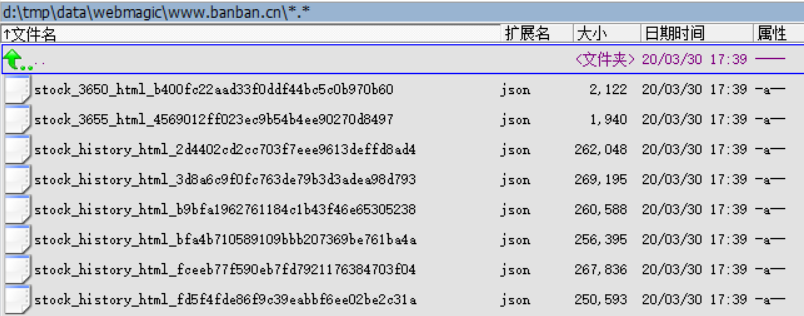 d:\tmp\data\webmagic\www.banban.cn\*.*
↑文件名 扩展名 大小 日期时间 属性
.. <文件夹> 20/03/30 17:39 ----
stock_3650_html_b400fc22aad33f0ddf44bc5c0b970b60 json 2,122 20/03/30 17:39 -a--
stock_3655_html_4569012ff023ec9b54b4ee90270d8497 json 1,940 20/03/30 17:39 -a--
stock_history_html_2d4402cd2cc703f7eee9613deffd8ad4 json 262,048 20/03/30 17:39 -a--
stock_history_html_3d8a6c9f0fc763de79b3d3adea98d793 json 269,195 20/03/30 17:39 -a--
stock_history_html_b9bfa1962761184c1b43f46e65305238 json 260,588 20/03/30 17:39 -a--
stock_history_html_bfa4b710589109bbb207369be761ba4a json 256,395 20/03/30 17:39 -a--
stock_history_html_fceeb77f590eb7fd7921176384703f04 json 267,836 20/03/30 17:39 -a--
stock_history_html_fd5f4fde86f9c39eabbf6ee02be2c31a json 250,593 20/03/30 17:39 -a--